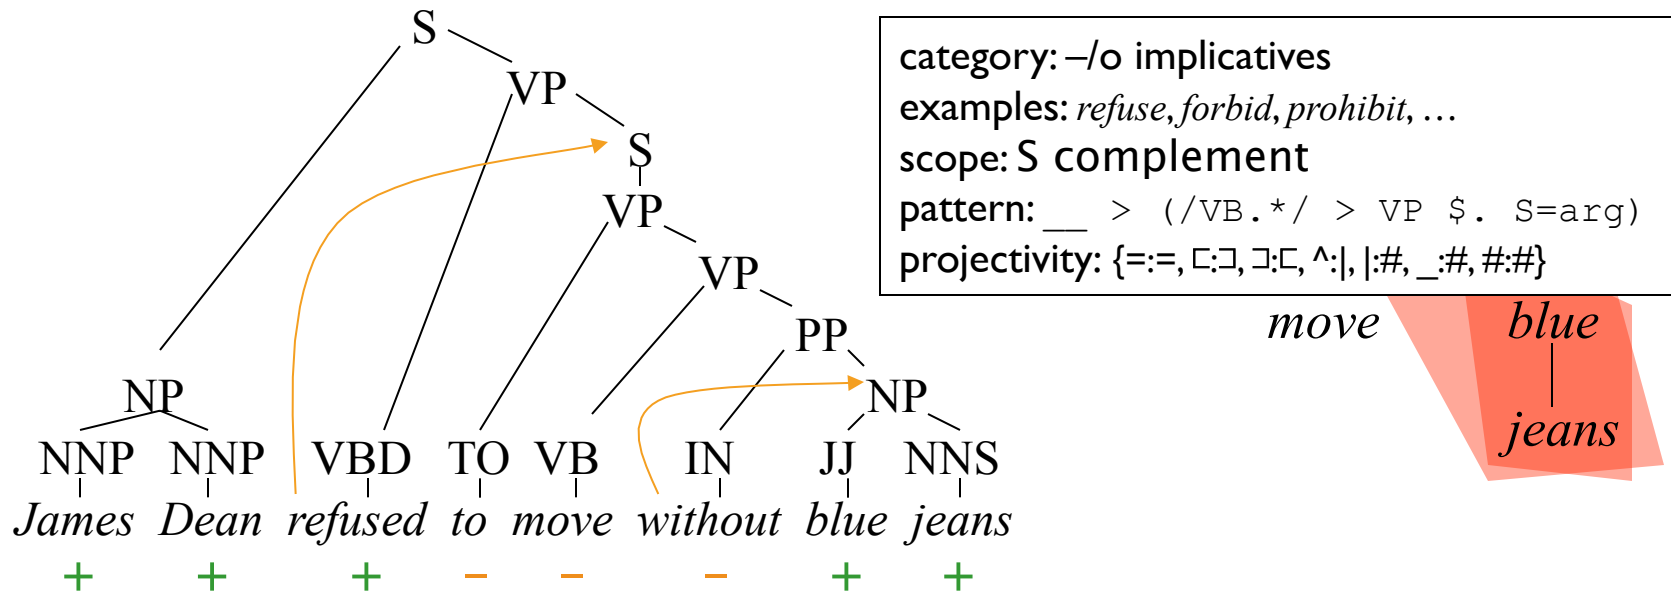 S
VP
S
VP
VP
PP
NP
NP
NNP NNP VBD TO VB IN JJ NNS
James Dean refused to move without blue jeans
+ + + – – – + +
category: –/o implicatives
examples: refuse, forbid, prohibit, …
scope: S complement
pattern: __ > (/VB.*/ > VP $. S=arg)
projectivity: {=:=, ⊏:⊐, ⊐:⊏, ^:|, |:#, _:#, #:#}
move blue
jeans